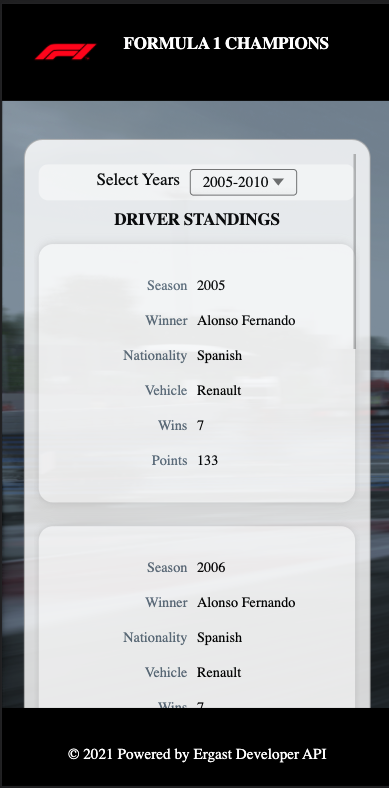 FORMULA 1 CHAMPIONS
Select Years 2005-2010
DRIVER STANDINGS
Season 2005
Winner Alonso Fernando
Nationality Spanish
Vehicle Renault
Wins 7
Points 133
Season 2006
Winner Alonso Fernando
Nationality Spanish
Vehicle Renault
Wins 7
© 2021 Powered by Ergast Developer API